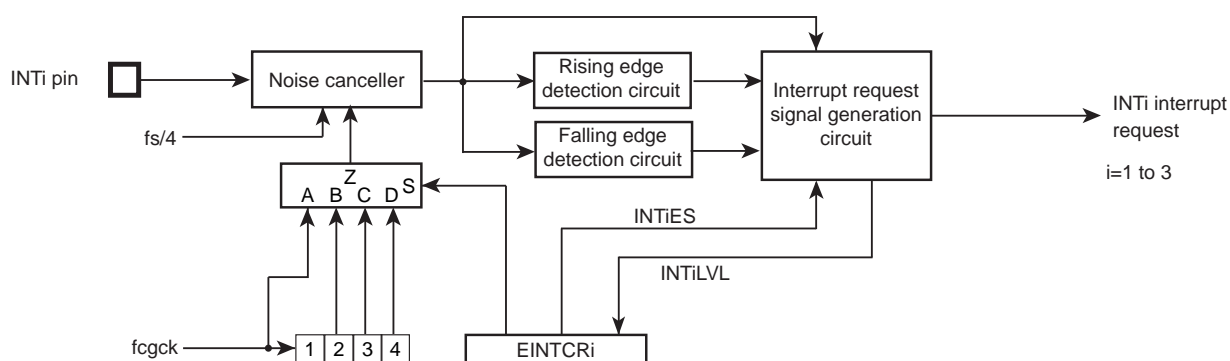 INTi pin
Noise canceller
Rising edge
detection circuit
Falling edge
detection circuit
Interrupt request
signal generation
circuit
INTi interrupt
request
i=1 to 3
fs/4
Z
S
A B C D
INTiES
INTiLVL
fcgck
1 2 3 4
EINTCRi